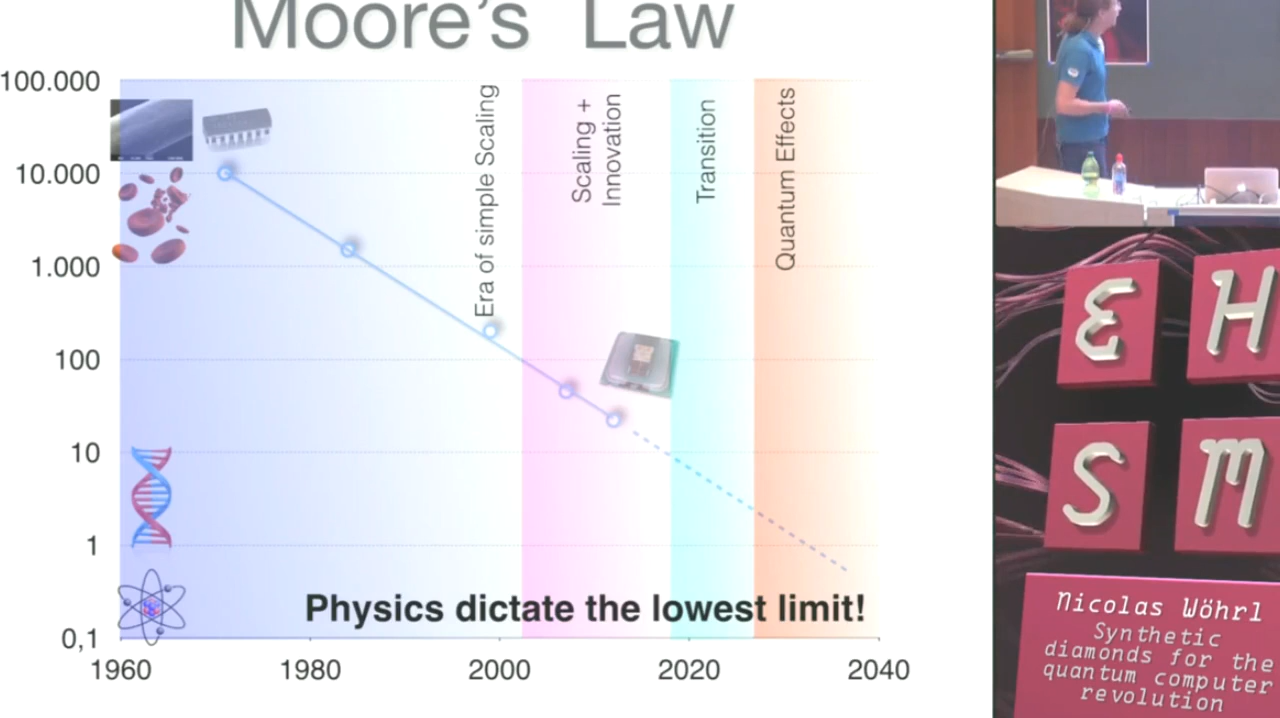 Moore's Law
100.000
10.000
1.000
100
10
1
0,1
1960
1980
2000
2020
2040
Era of simple Scaling
Scaling +
Innovation
Transition
Quantum Effects
Physics dictate the lowest limit!
E H
S M
Nicolas Wöhrl
Synthetic
diamonds for the
quantum computer
revolution